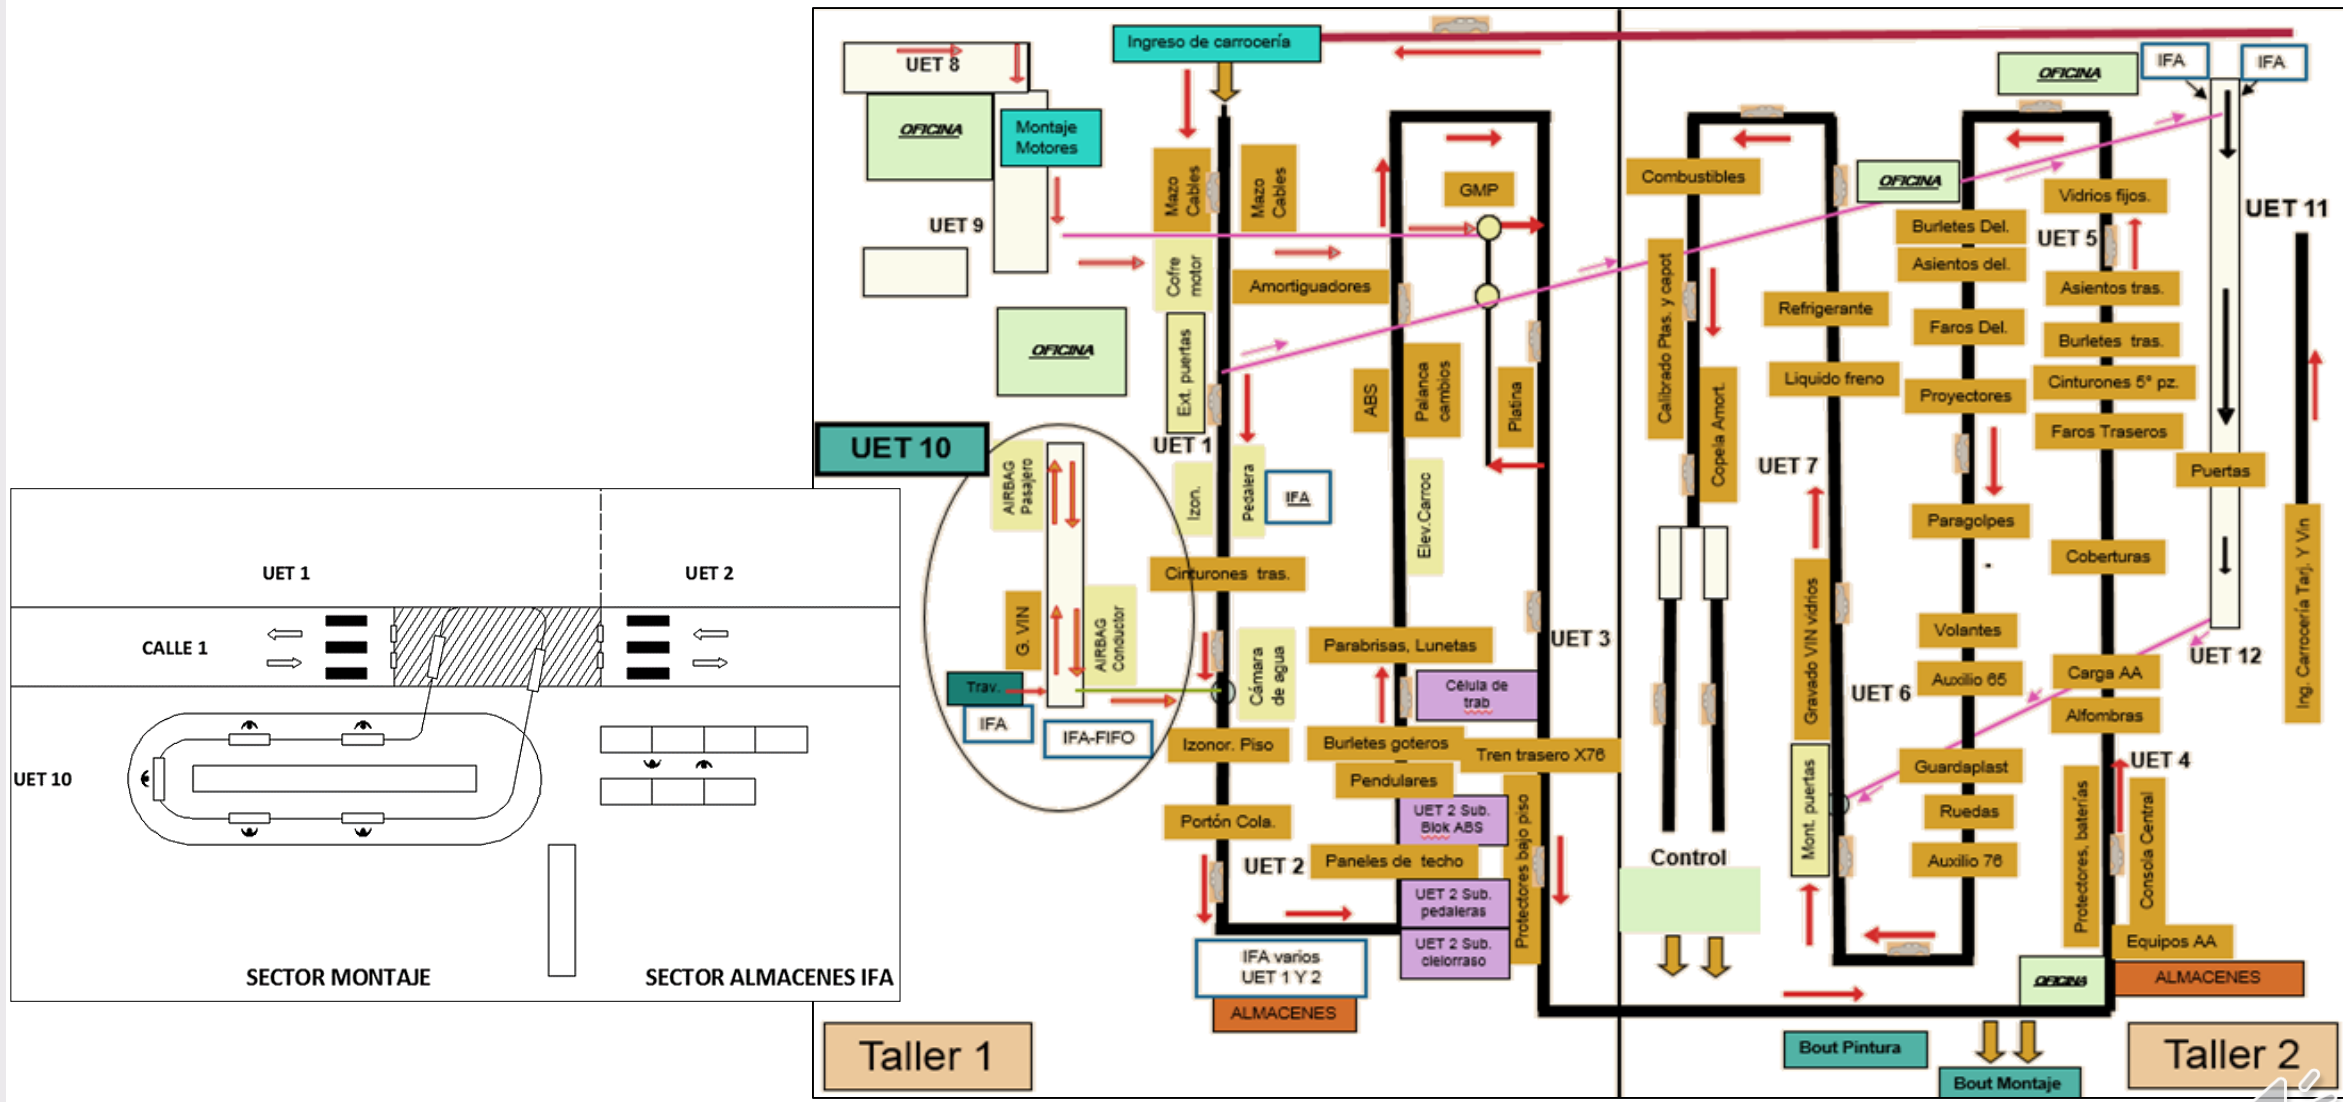 Ingreso de carrocería
UET 8
OFICINA
Montaje
Motores
UET 9
OFICINA
Mazo
Cables
Mazo
Cables
Cofre
motor
Amortiguadores
Ext. puertas
UET 1
GMP
ABS
Palanca
cambios
Platina
UET 10
AIRBAG
Pasajero
Izon.
Pedalera
IFA
Elev.Carroc
Cinturones tras.
G. VIN
AIRBAG
Conductor
Cámara
de agua
Parabrisas, Lunetas
UET 3
Trav.
IFA
IFA-FIFO
Célula de
trab
Izonor. Piso
Burletes goteros
Tren trasero X76
Pendulares
Portón Cola.
UET 2 Sub.
Blok ABS
UET 2
Paneles de techo
Protectores bajo piso
UET 2 Sub.
pedaleras
UET 2 Sub.
cielorraso
IFA varios
UET 1 Y 2
ALMACENES
Taller 1
UET 1
UET 2
CALLE 1
UET 10
SECTOR MONTAJE
SECTOR ALMACENES IFA
OFICINA
IFA
IFA
Combustibles
OFICINA
Vidrios fijos.
UET 11
Burletes Del.
UET 5
Asientos del.
Calibrado Ptas. y capot
Refrigerante
Asientos tras.
Faros Del.
Burletes tras.
Liquido freno
Cinturones 5° pz.
Proyectores
Copela Amort.
Faros Traseros
UET 7
Puertas
Paragolpes
Coberturas
Ing. Carrocería Tarj. Y Vin
Gravado VIN vidrios
Volantes
UET 12
Carga AA
Auxilio 65
UET 6
Alfombras
Guardaplast
UET 4
Mont. puertas
Ruedas
Protectores, baterías
Consola Central
Control
Auxilio 76
Equipos AA
OFICINA
ALMACENES
Bout Pintura
Bout Montaje
Taller 2